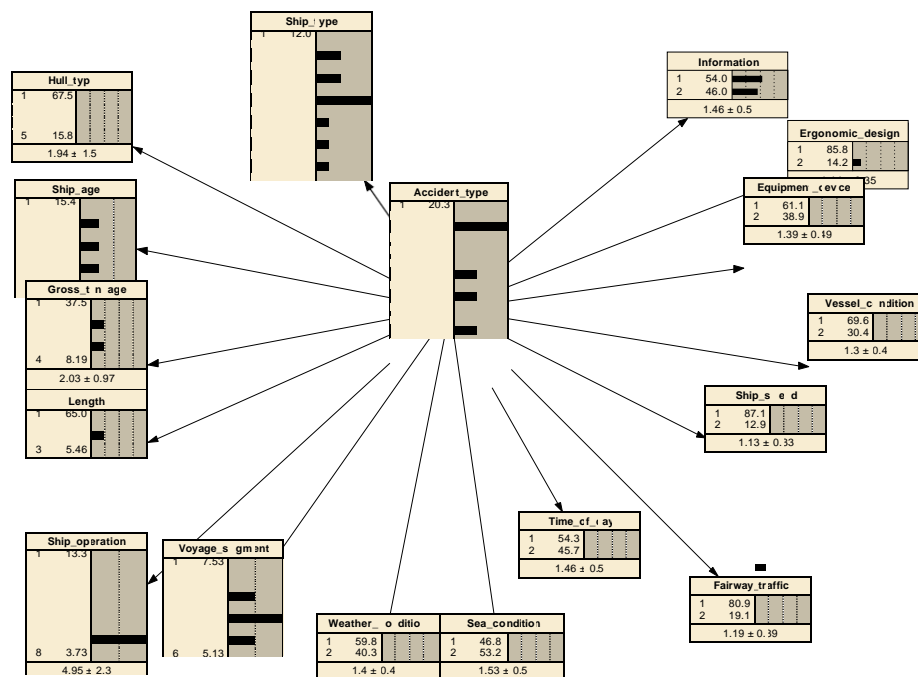 Ship_ ype
1 12.0
Hull_typ
1 67.5
5 15.8
1.94 ± 1.5
Information
1 54.0
2 46.0
1.46 ± 0.5
Ergonomic_design
1 85.8
2 14.2
35
Ship_age
1 15.4
Accident_type
1 20.3
1 61.1
2 38.9
1.39 ± 0.49
Gross_t n age
1 37.5
4 8.19
2.03 ± 0.97
Vessel_c ndition
1 69.6
2 30.4
1.3 ± 0.4
Length
1 65.0
3 5.46
Ship_s e d
1 87.1
2 12.9
1.13 ± 0.33
Time_of_ ay
1 54.3
2 45.7
1.46 ± 0.5
Ship_operation
1 13.3
8 3.73
4.95 ± 2.3
Voyage_s gment
1 7.53
6 5.13
Fairway_traffic
1 80.9
2 19.1
1.19 ± 0.39
Weather_ o ditio
1 59.8
2 40.3
1.4 ± 0.4
Sea_condition
1 46.8
2 53.2
1.53 ± 0.5